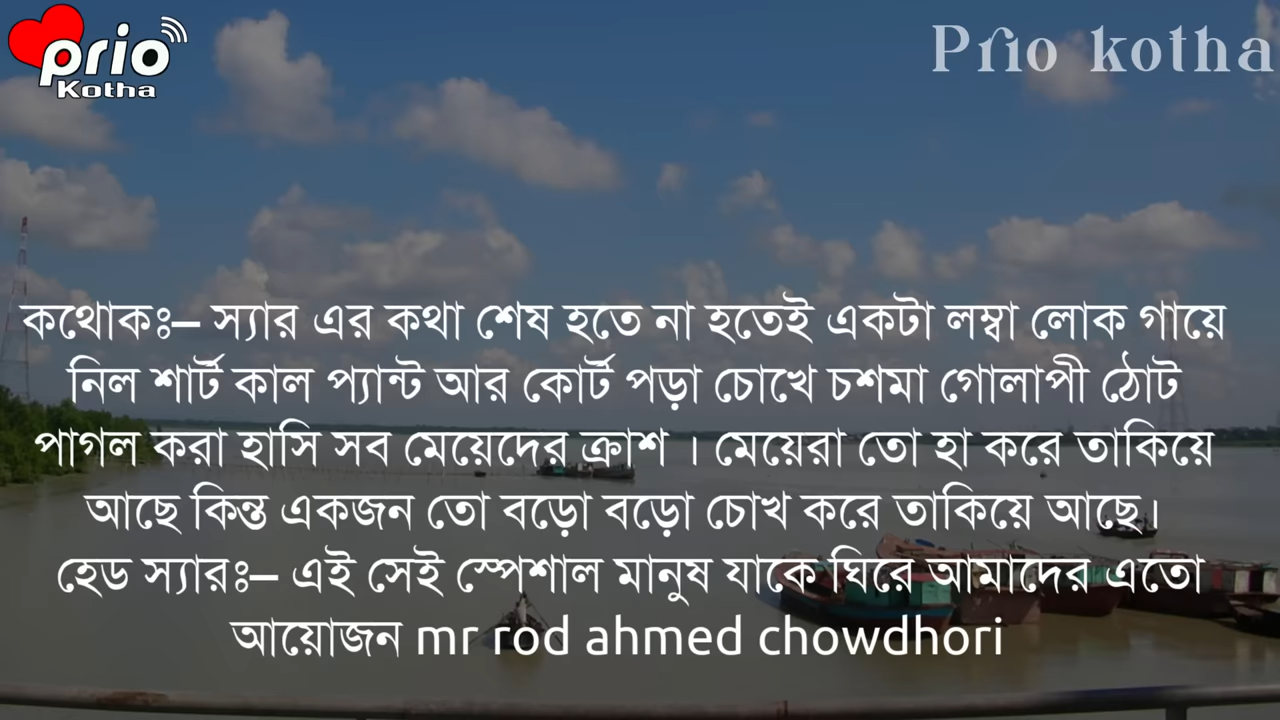 prio
Kotha
Prio kotha
কথোকঃ– স্যার এর কথা শেষ হতে না হতেই একটা লম্বা লোক গায়ে
নিল শার্ট কাল প্যান্ট আর কোর্ট পড়া চোখে চশমা গোলাপী ঠোট
পাগল করা হাসি সব মেয়েদের ক্রাশ । মেয়েরা তো হা করে তাকিয়ে
আছে কিন্ত একজন তো বড়ো বড়ো চোখ করে তাকিয়ে আছে।
হেড স্যারঃ– এই সেই স্পেশাল মানুষ যাকে ঘিরে আমাদের এতো
আয়োজন mr rod ahmed chowdhori